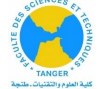 FACULTE DES SCIENCES ET TECHNIQUES
TANGER
كلية العلوم والتقنيات - طنجة